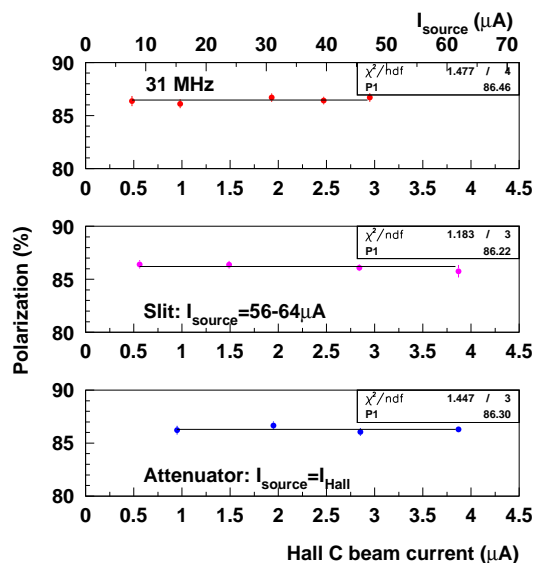 I_source (μA)
0 10 20 30 40 50 60 70
90
85
80
31 MHz
χ²/ndf 1.477 / 4
P1 86.46
0 0.5 1 1.5 2 2.5 3 3.5 4 4.5
Polarization (%)
90
85
80
χ²/ndf 1.183 / 3
P1 86.22
Slit: I_source=56-64μA
0 0.5 1 1.5 2 2.5 3 3.5 4 4.5
90
85
80
χ²/ndf 1.447 / 3
P1 86.30
Attenuator: I_source=I_Hall
0 0.5 1 1.5 2 2.5 3 3.5 4 4.5
Hall C beam current (μA)